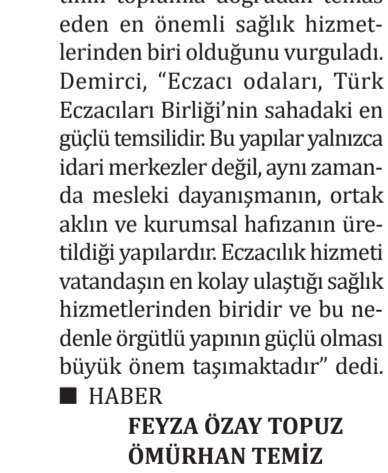 toplumla doğrudan temas
eden en önemli sağlık hizmet-
lerinden biri olduğunu vurguladı.
Demirci, “Eczacı odaları, Türk
Eczacıları Birliği’nin sahadaki en
güçlü temsilidir. Bu yapılar yalnızca
idari merkezler değil, aynı zaman-
da mesleki dayanışmanın, ortak
aklın ve kurumsal hafızanın üre-
tildiği yapılardır. Eczacılık hizmeti
vatandaşın en kolay ulaştığı sağlık
hizmetlerinden biridir ve bu ne-
denle örgütlü yapının güçlü olması
büyük önem taşımaktadır” dedi.
■ HABER
FEYZA ÖZAY TOPUZ
ÖMÜRHAN TEMİZ